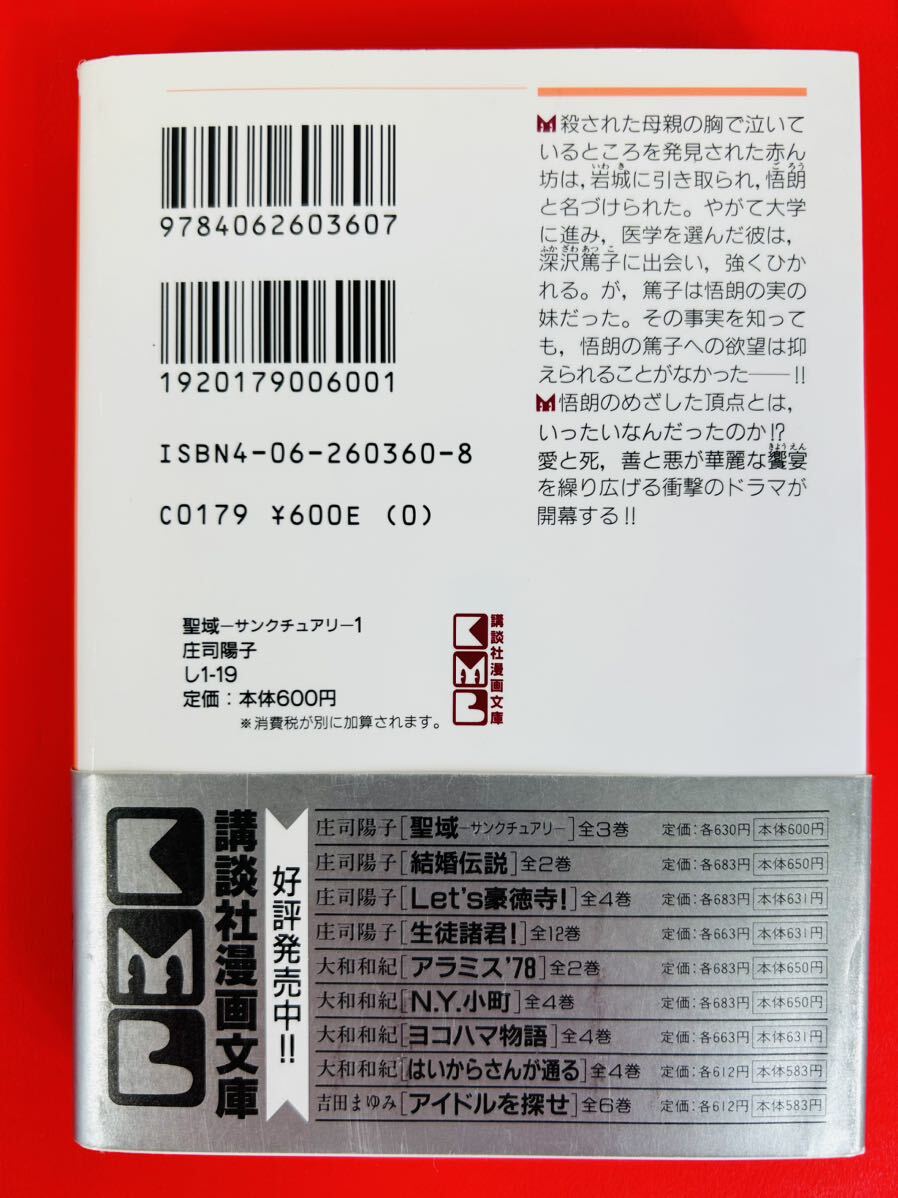 9784062603607
1920179006001
ISBN4-06-260360-8
C0179 ¥600E (0)
殺された母親の胸で泣いて
いるところを発見された赤ん
坊は，岩城に引き取られ，悟朗
と名づけられた。やがて大学
に進み，医学を選んだ彼は，
深沢篤子に出会い，強くひか
れる。が，篤子は悟朗の実の
妹だった。その事実を知って
も，悟朗の篤子への欲望は抑
えられることがなかった──!!
悟朗のめざした頂点とは，
いったいなんだったのか!?
愛と死，善と悪が華麗な饗宴
を繰り広げる衝撃のドラマが
開幕する!!
聖域―サンクチュアリ―1
庄司陽子
し1-19
定価：本体600円
※消費税が別に加算されます。
講談社漫画文庫
KMB
講談社漫画文庫
好評発売中!!
庄司陽子[聖域―サンクチュアリ―]全3巻 定価：各630円 本体600円
庄司陽子[結婚伝説]全2巻 定価：各683円 本体650円
庄司陽子[Let's豪徳寺!]全4巻 定価：各683円 本体631円
庄司陽子[生徒諸君!]全12巻 定価：各663円 本体631円
大和和紀[アラミス'78]全2巻 定価：各683円 本体650円
大和和紀[N.Y.小町]全4巻 定価：各683円 本体650円
大和和紀[ヨコハマ物語]全4巻 定価：各663円 本体631円
大和和紀[はいからさんが通る]全4巻 定価：各612円 本体583円
吉田まゆみ[アイドルを探せ]全6巻 定価：各612円 本体583円